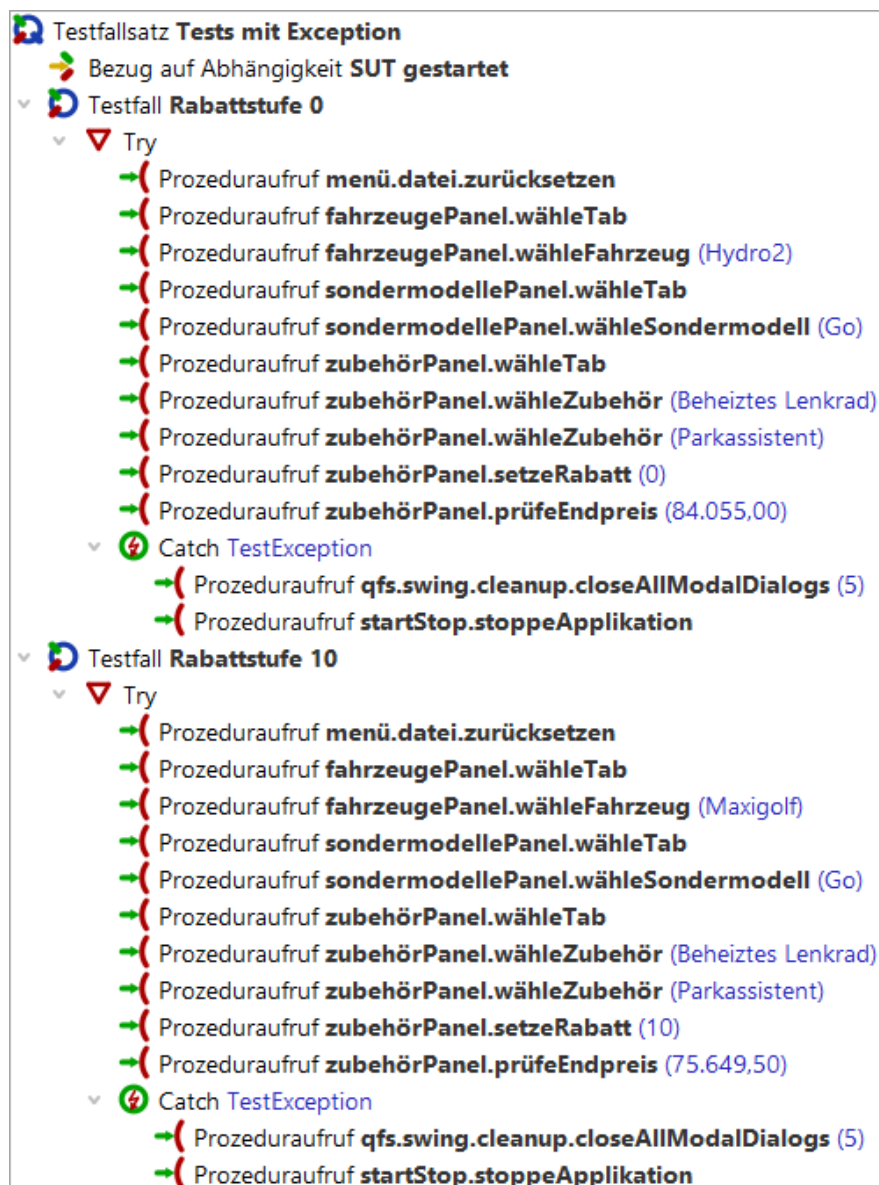 Testfallsatz Tests mit Exception
Bezug auf Abhängigkeit SUT gestartet
Testfall Rabattstufe 0
Try
Prozeduraufruf menü.datei.zurücksetzen
Prozeduraufruf fahrzeugePanel.wähleTab
Prozeduraufruf fahrzeugePanel.wähleFahrzeug (Hydro2)
Prozeduraufruf sondermodellePanel.wähleTab
Prozeduraufruf sondermodellePanel.wähleSondermodell (Go)
Prozeduraufruf zubehörPanel.wähleTab
Prozeduraufruf zubehörPanel.wähleZubehör (Beheiztes Lenkrad)
Prozeduraufruf zubehörPanel.wähleZubehör (Parkassistent)
Prozeduraufruf zubehörPanel.setzeRabatt (0)
Prozeduraufruf zubehörPanel.prüfeEndpreis (84.055,00)
Catch TestException
Prozeduraufruf qfs.swing.cleanup.closeAllModalDialogs (5)
Prozeduraufruf startStop.stoppeApplikation
Testfall Rabattstufe 10
Try
Prozeduraufruf menü.datei.zurücksetzen
Prozeduraufruf fahrzeugePanel.wähleTab
Prozeduraufruf fahrzeugePanel.wähleFahrzeug (Maxigolf)
Prozeduraufruf sondermodellePanel.wähleTab
Prozeduraufruf sondermodellePanel.wähleSondermodell (Go)
Prozeduraufruf zubehörPanel.wähleTab
Prozeduraufruf zubehörPanel.wähleZubehör (Beheiztes Lenkrad)
Prozeduraufruf zubehörPanel.wähleZubehör (Parkassistent)
Prozeduraufruf zubehörPanel.setzeRabatt (10)
Prozeduraufruf zubehörPanel.prüfeEndpreis (75.649,50)
Catch TestException
Prozeduraufruf qfs.swing.cleanup.closeAllModalDialogs (5)
Prozeduraufruf startStop.stoppeApplikation